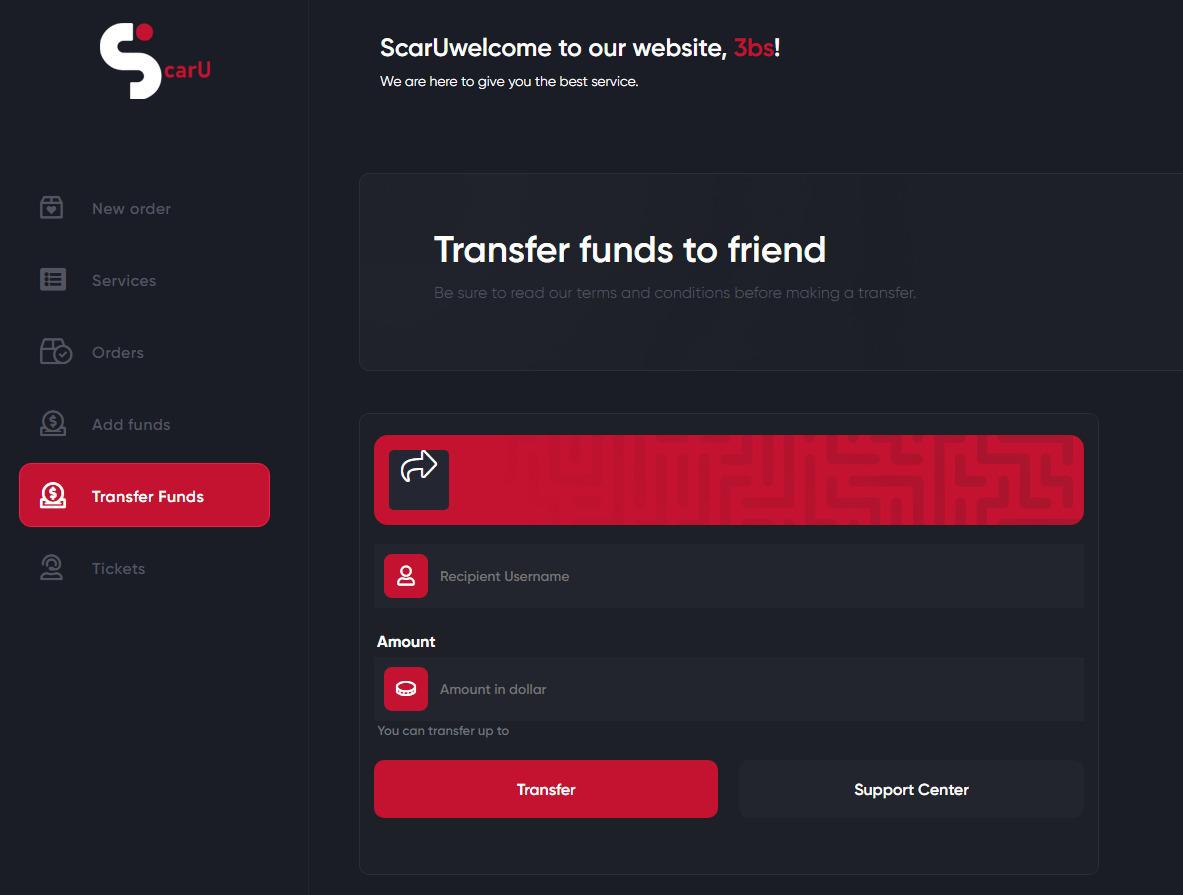 ScarU
ScarUwelcome to our website, 3bs!
We are here to give you the best service.
New order
Services
Orders
Add funds
Transfer Funds
Tickets
Transfer funds to friend
Be sure to read our terms and conditions before making a transfer.
Recipient Username
Amount
Amount in dollar
You can transfer up to
Transfer
Support Center